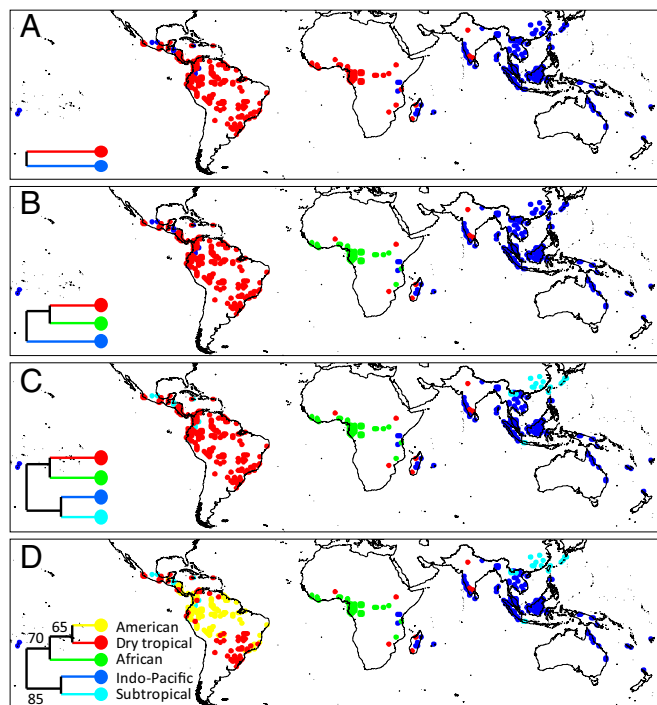 A
B
C
D
65
American
70
Dry tropical
African
Indo-Pacific
85
Subtropical